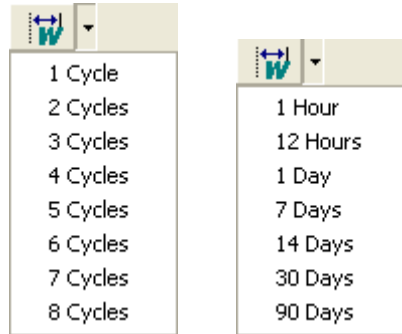 W
1 Cycle
2 Cycles
3 Cycles
4 Cycles
5 Cycles
6 Cycles
7 Cycles
8 Cycles
W
1 Hour
12 Hours
1 Day
7 Days
14 Days
30 Days
90 Days